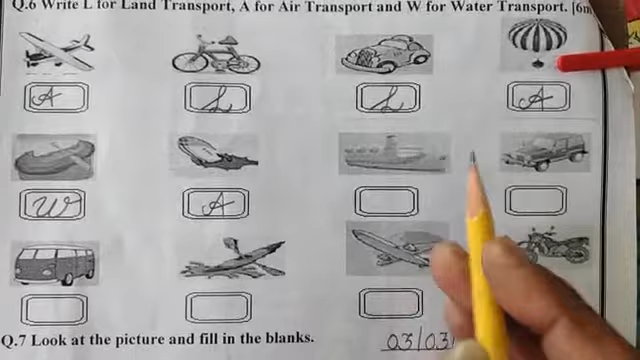 Q.6 Write L for Land Transport, A for Air Transport and W for Water Transport. [6m
A L L A
W A
Q.7 Look at the picture and fill in the blanks.
03/03